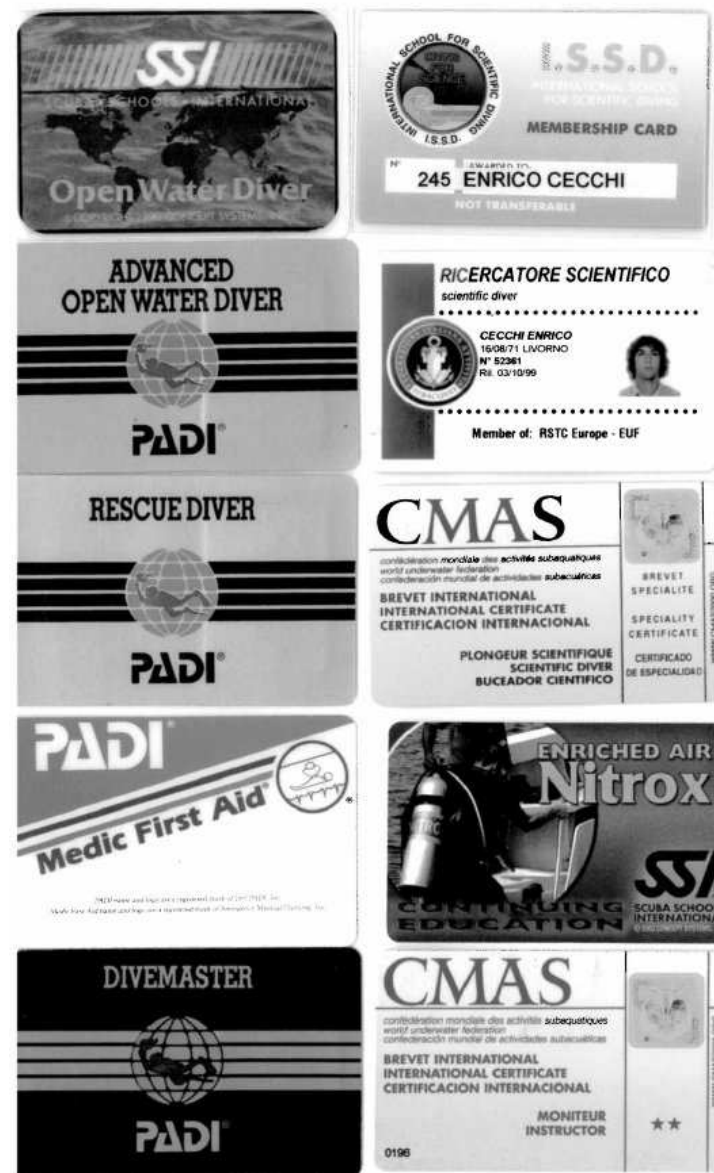 SSI
SCUBA SCHOOLS INTERNATIONAL
Open Water Diver
INTERNATIONAL SCHOOL FOR SCIENTIFIC DIVING
I.S.S.D.
I.S.S.D.
INTERNATIONAL SCHOOL
FOR SCIENTIFIC DIVING
MEMBERSHIP CARD
N° AWARDED TO:
245 ENRICO CECCHI
NOT TRANSFERABLE
ADVANCED
OPEN WATER DIVER
PADI®
RICERCATORE SCIENTIFICO
scientific diver
CECCHI ENRICO
16/08/71 LIVORNO
N° 52361
Ril. 03/10/99
Member of: RSTC Europe - EUF
RESCUE DIVER
PADI®
CMAS
confédération mondiale des activités subaquatiques
world underwater federation
confederación mundial de actividades subacuáticas
BREVET INTERNATIONAL
INTERNATIONAL CERTIFICATE
CERTIFICACION INTERNACIONAL
PLONGEUR SCIENTIFIQUE
SCIENTIFIC DIVER
BUCEADOR CIENTIFICO
BREVET
SPECIALITE
SPECIALITY
CERTIFICATE
CERTIFICADO
DE ESPECIALIDAD
PADI®
Medic First Aid®
ENRICHED AIR
Nitrox
SSI
SCUBA SCHOO
INTERNATIONA
CONTINUING
EDUCATION
DIVEMASTER
PADI®
CMAS
confédération mondiale des activités subaquatiques
world underwater federation
confederación mundial de actividades subacuáticas
BREVET INTERNATIONAL
INTERNATIONAL CERTIFICATE
CERTIFICACION INTERNACIONAL
MONITEUR
INSTRUCTOR
0196